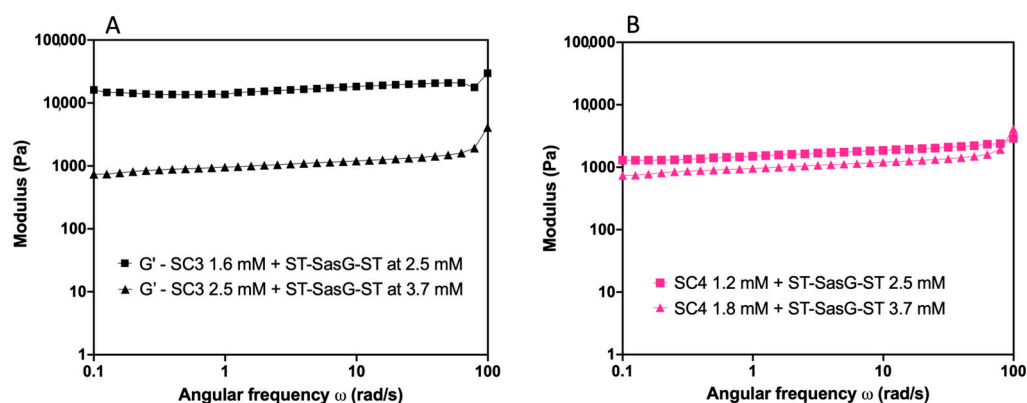 A
100,000
10,000
1000
100
10
1
Modulus (Pa)
0.1 1 10 100
Angular frequency ω (rad/s)
G' - SC3 1.6 mM + ST-SasG-ST at 2.5 mM
G' - SC3 2.5 mM + ST-SasG-ST at 3.7 mM
B
100,000
10,000
1000
100
10
1
Modulus (Pa)
0.1 1 10 100
Angular frequency ω (rad/s)
SC4 1.2 mM + ST-SasG-ST 2.5 mM
SC4 1.8 mM + ST-SasG-ST 3.7 mM